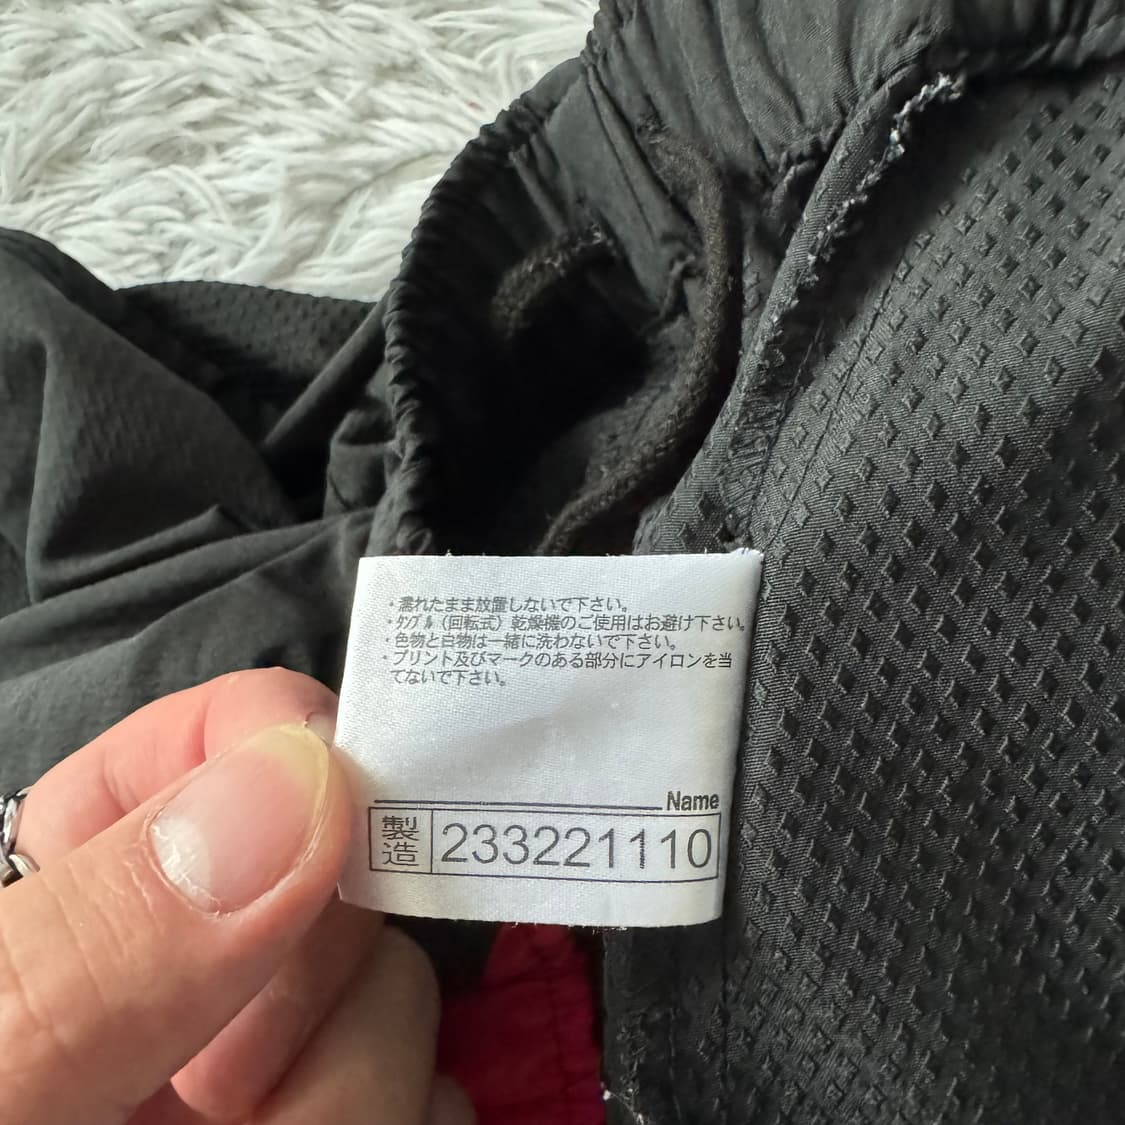 ・濡れたまま放置しないで下さい。
・タンブル（回転式）乾燥機のご使用はお避け下さい。
・色物と白物は一緒に洗わないで下さい。
・プリント及びマークのある部分にアイロンを当
てないで下さい。
Name
製造 233221110